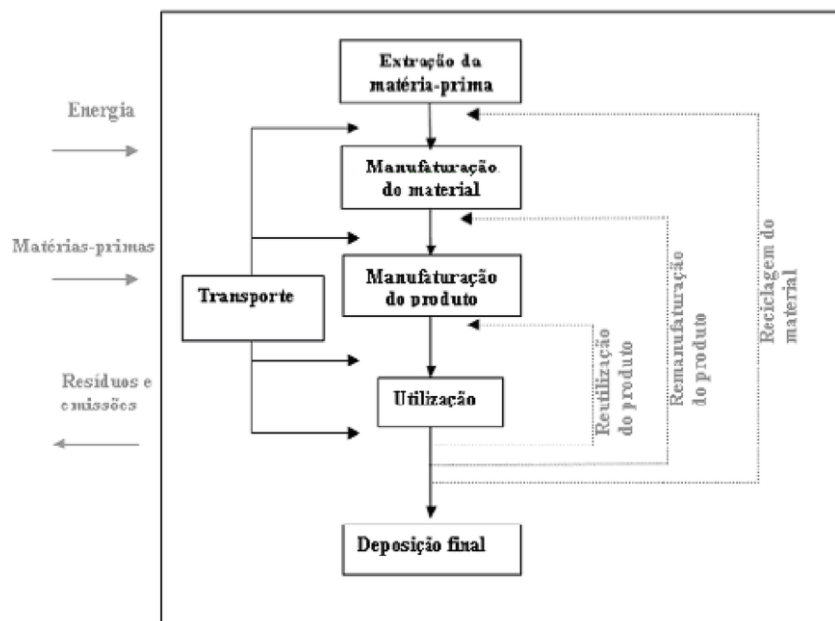 Extração da
matéria-prima
Energia
Manufaturação
do material
Matérias-primas
Transporte
Manufaturação
do produto
Resíduos e
emissões
Utilização
Reutilização
do produto
Remanufaturação
do produto
Reciclagem do
material
Deposição final